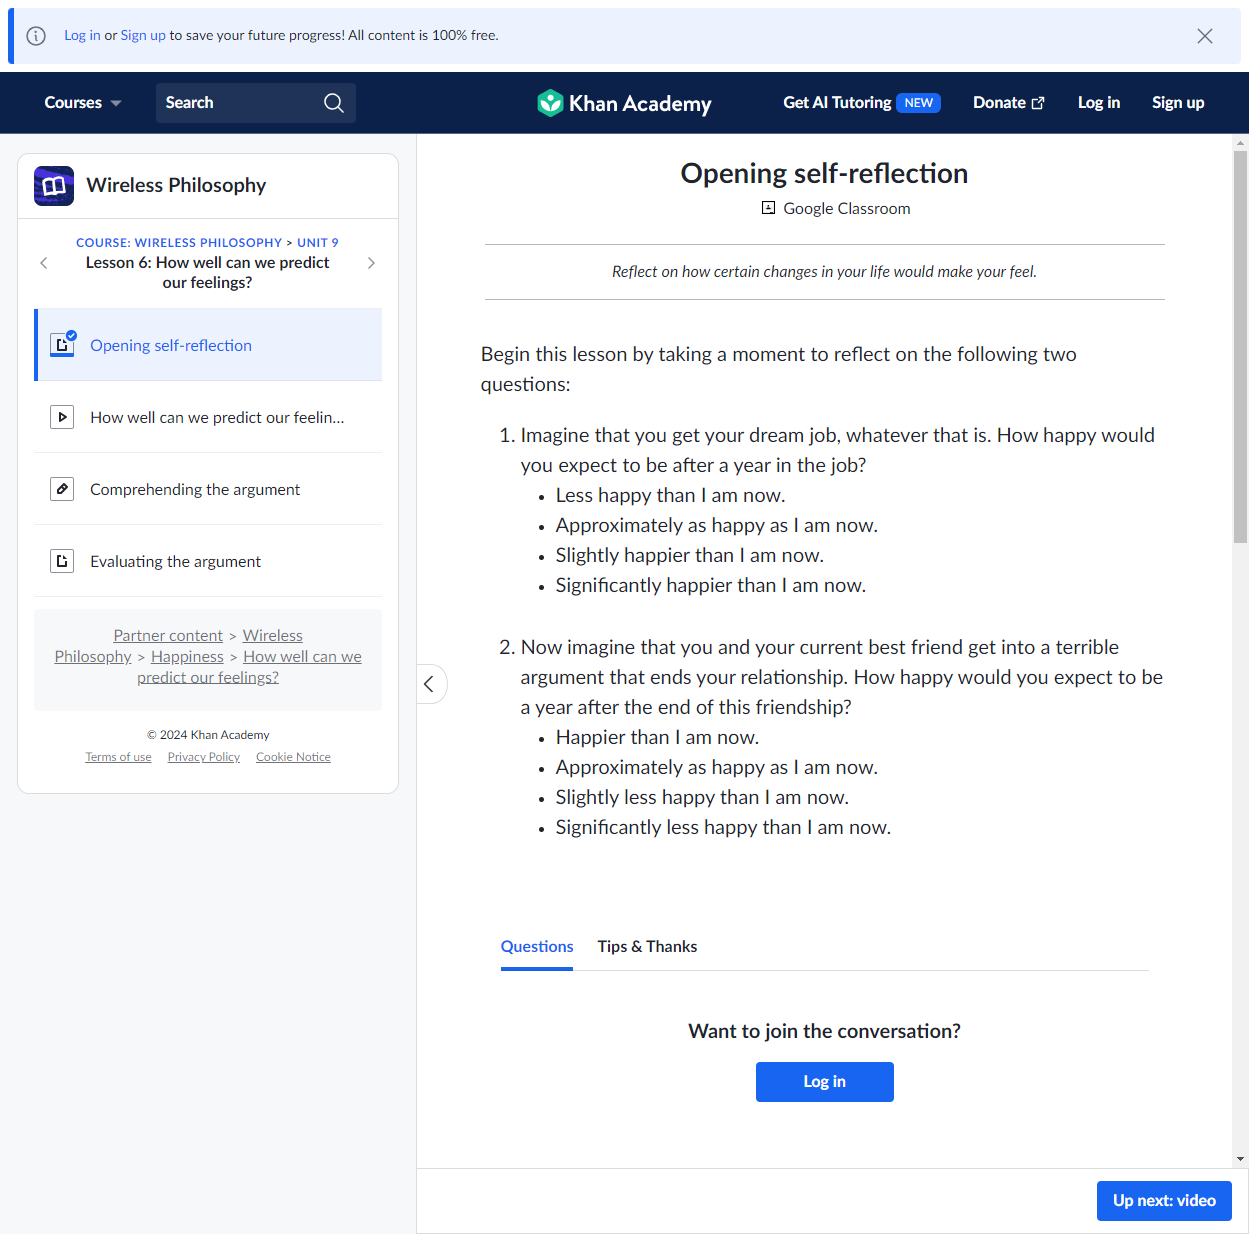 Log in or Sign up to save your future progress! All content is 100% free.
Courses
Search
Khan Academy
Get AI Tutoring NEW
Donate
Log in
Sign up
Wireless Philosophy
COURSE: WIRELESS PHILOSOPHY > UNIT 9
Lesson 6: How well can we predict
our feelings?
Opening self-reflection
How well can we predict our feelin...
Comprehending the argument
Evaluating the argument
Partner content > Wireless
Philosophy > Happiness > How well can we
predict our feelings?
© 2024 Khan Academy
Terms of use Privacy Policy Cookie Notice
Opening self-reflection
Google Classroom
Reflect on how certain changes in your life would make your feel.
Begin this lesson by taking a moment to reflect on the following two
questions:
1. Imagine that you get your dream job, whatever that is. How happy would
you expect to be after a year in the job?
• Less happy than I am now.
• Approximately as happy as I am now.
• Slightly happier than I am now.
• Significantly happier than I am now.
2. Now imagine that you and your current best friend get into a terrible
argument that ends your relationship. How happy would you expect to be
a year after the end of this friendship?
• Happier than I am now.
• Approximately as happy as I am now.
• Slightly less happy than I am now.
• Significantly less happy than I am now.
Questions
Tips & Thanks
Want to join the conversation?
Log in
Up next: video